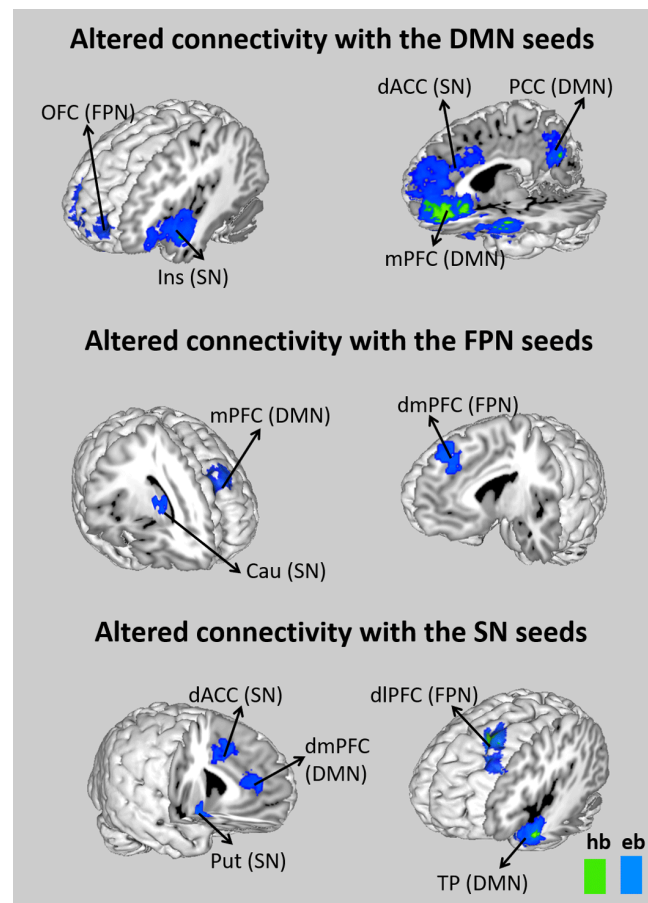 Altered connectivity with the DMN seeds
OFC (FPN)
Ins (SN)
dACC (SN)
PCC (DMN)
mPFC (DMN)
Altered connectivity with the FPN seeds
mPFC (DMN)
Cau (SN)
dmPFC (FPN)
Altered connectivity with the SN seeds
dACC (SN)
dmPFC
(DMN)
Put (SN)
dlPFC (FPN)
TP (DMN)
hb eb